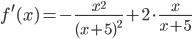 f′(x) = −x²/(x+5)² + 2·x/(x+5)